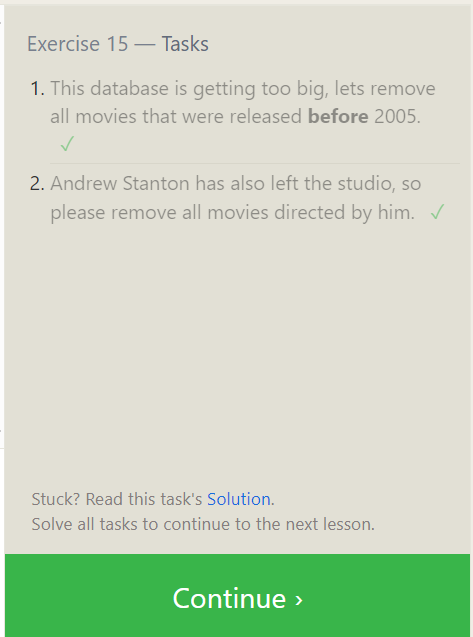 Exercise 15 — Tasks
1. This database is getting too big, lets remove
all movies that were released before 2005.
✓
2. Andrew Stanton has also left the studio, so
please remove all movies directed by him. ✓
Stuck? Read this task's Solution.
Solve all tasks to continue to the next lesson.
Continue ›